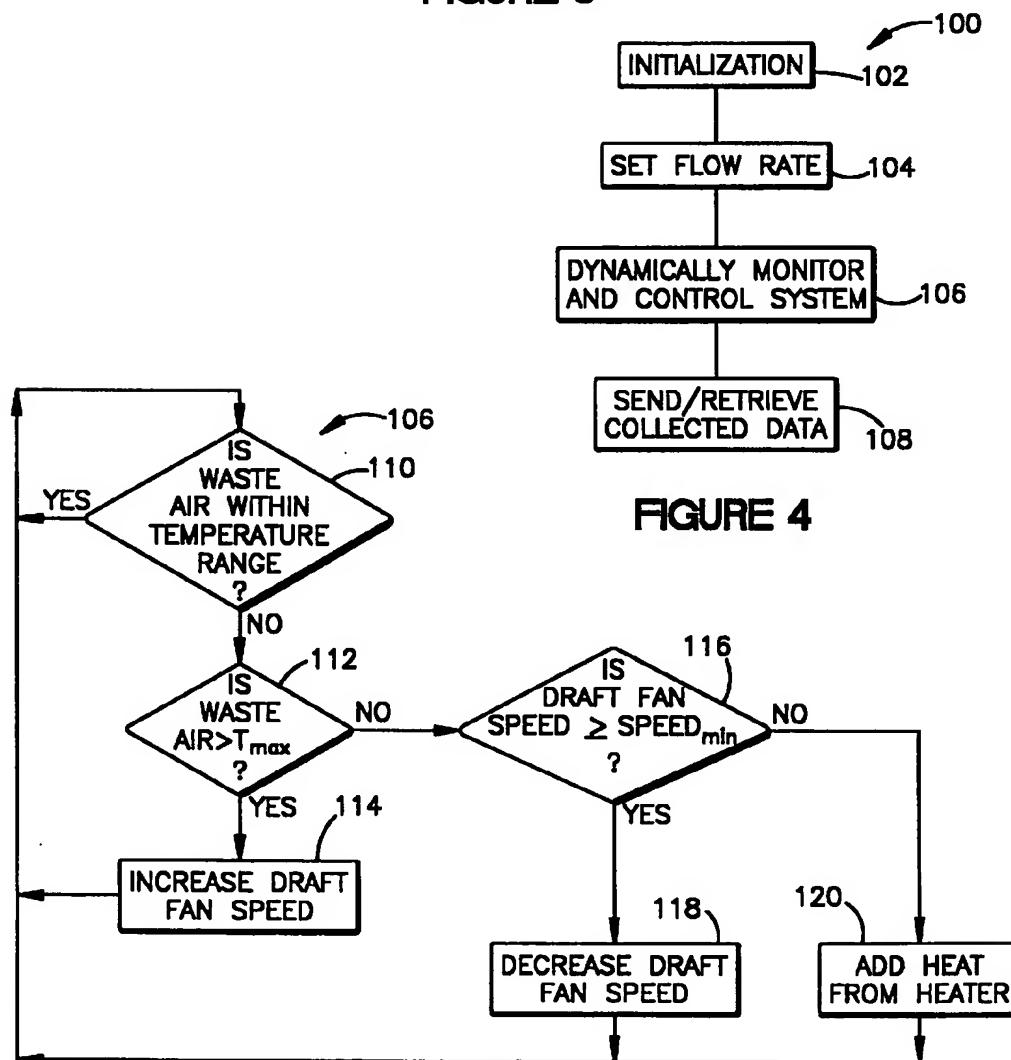 100
INITIALIZATION
102
SET FLOW RATE
104
DYNAMICALLY MONITOR
AND CONTROL SYSTEM
106
SEND/RETRIEVE
COLLECTED DATA
108
FIGURE 4
106
IS
WASTE
AIR WITHIN
TEMPERATURE
RANGE
?
110
YES
NO
IS
WASTE
AIR>Tmax
?
112
NO
YES
114
INCREASE DRAFT
FAN SPEED
IS
DRAFT FAN
SPEED ≥ SPEEDmin
?
116
NO
YES
118
DECREASE DRAFT
FAN SPEED
120
ADD HEAT
FROM HEATER